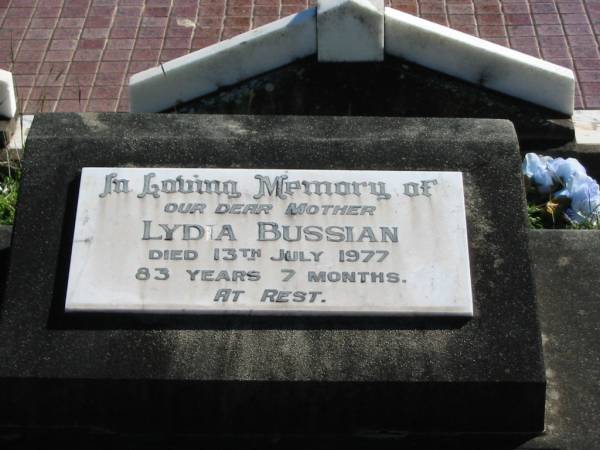 In Loving Memory of
OUR DEAR MOTHER
LYDIA BUSSIAN
DIED 13TH JULY 1977
83 YEARS 7 MONTHS.
AT REST.